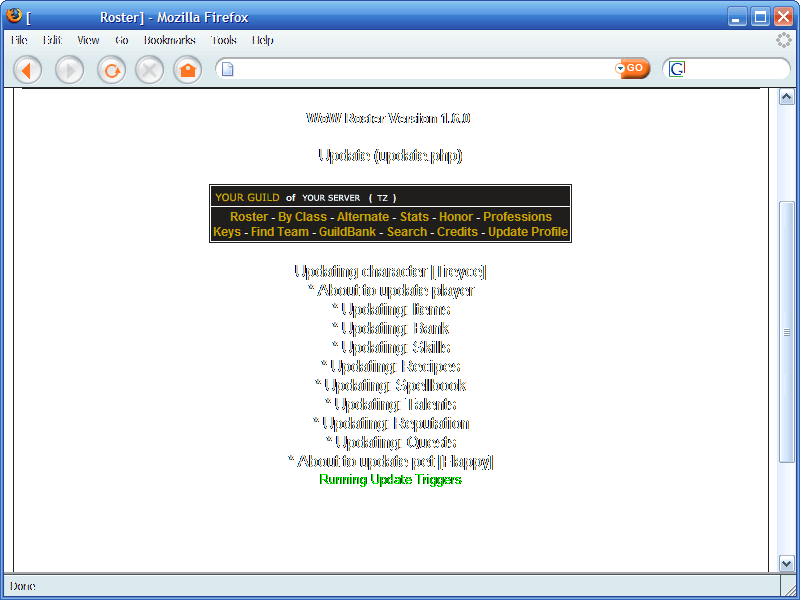 [ Roster] - Mozilla Firefox
File Edit View Go Bookmarks Tools Help
GO G
WoW Roster Version 1.6.0
Update (update.php)
YOUR GUILD of YOUR SERVER ( TZ )
Roster - By Class - Alternate - Stats - Honor - Professions
Keys - Find Team - GuildBank - Search - Credits - Update Profile
Updating character [Treyce]
* About to update player
* Updating: Items
* Updating: Bank
* Updating: Skills
* Updating: Recipes
* Updating: Spellbook
* Updating: Talents
* Updating: Reputation
* Updating: Quests
* About to update pet [Happy]
Running Update Triggers
Done